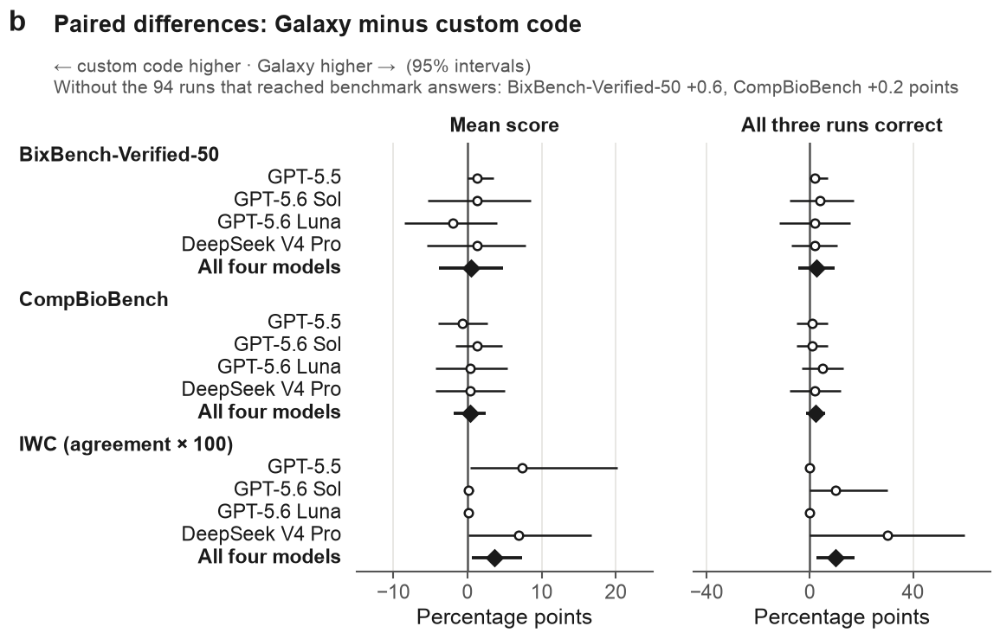 b Paired differences: Galaxy minus custom code
← custom code higher · Galaxy higher → (95% intervals)
Without the 94 runs that reached benchmark answers: BixBench-Verified-50 +0.6, CompBioBench +0.2 points
Mean score
All three runs correct
BixBench-Verified-50
GPT-5.5
GPT-5.6 Sol
GPT-5.6 Luna
DeepSeek V4 Pro
All four models
CompBioBench
GPT-5.5
GPT-5.6 Sol
GPT-5.6 Luna
DeepSeek V4 Pro
All four models
IWC (agreement × 100)
GPT-5.5
GPT-5.6 Sol
GPT-5.6 Luna
DeepSeek V4 Pro
All four models
−10 0 10 20
−40 0 40
Percentage points
Percentage points